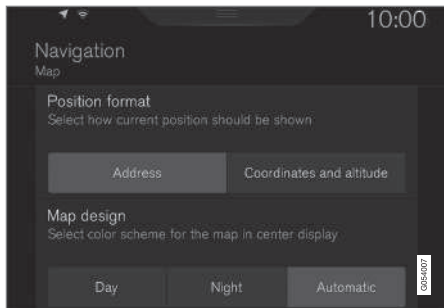 10:00
Navigation
Map
Position format
Select how current position should be shown
Address
Coordinates and altitude
Map design
Select color scheme for the map in center display
Day
Night
Automatic
G054007